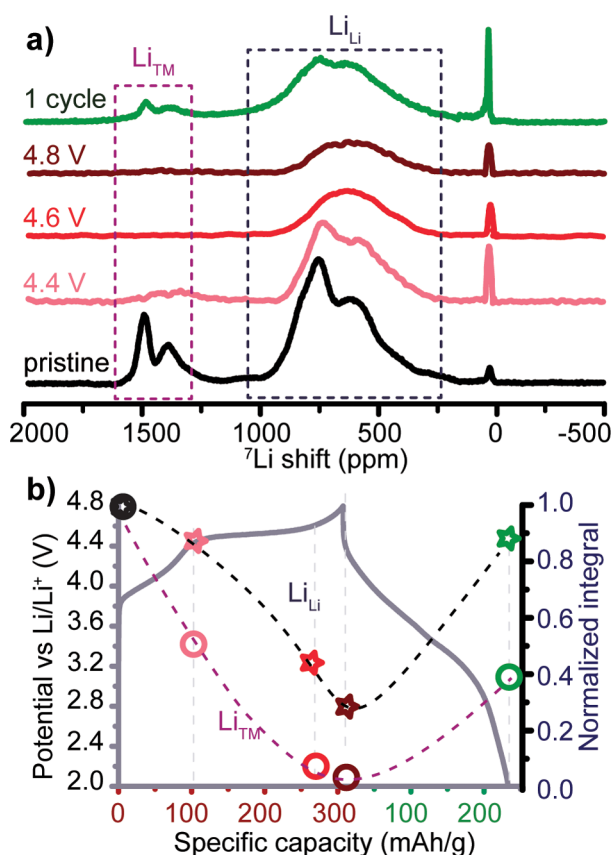 a)
Li_TM
Li_Li
1 cycle
4.8 V
4.6 V
4.4 V
pristine
2000 1500 1000 500 0 -500
⁷Li shift (ppm)
b)
4.8
4.4
4.0
3.6
3.2
2.8
2.4
2.0
Potential vs Li/Li⁺ (V)
Li_Li
Li_TM
1.0
0.8
0.6
0.4
0.2
0.0
Normalized integral
0 100 200 300 100 200
Specific capacity (mAh/g)